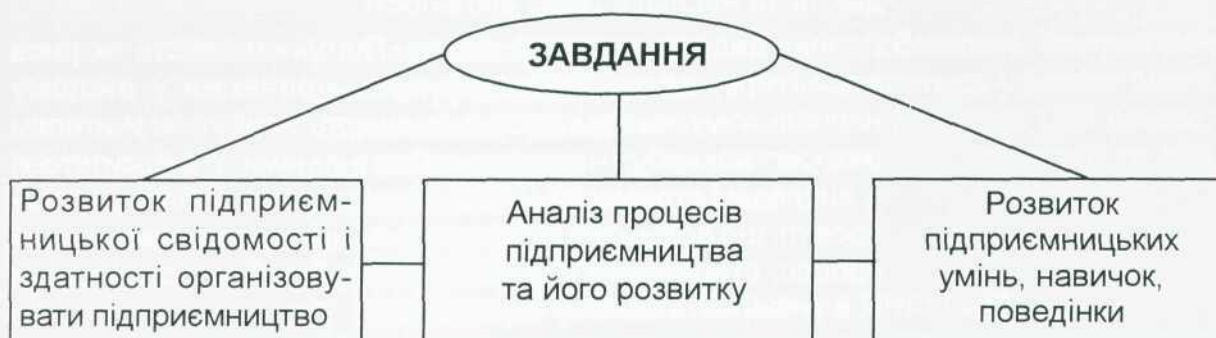 ЗАВДАННЯ
Розвиток підприєм-
ницької свідомості і
здатності організову-
вати підприємництво
Аналіз процесів
підприємництва
та його розвитку
Розвиток
підприємницьких
умінь, навичок,
поведінки